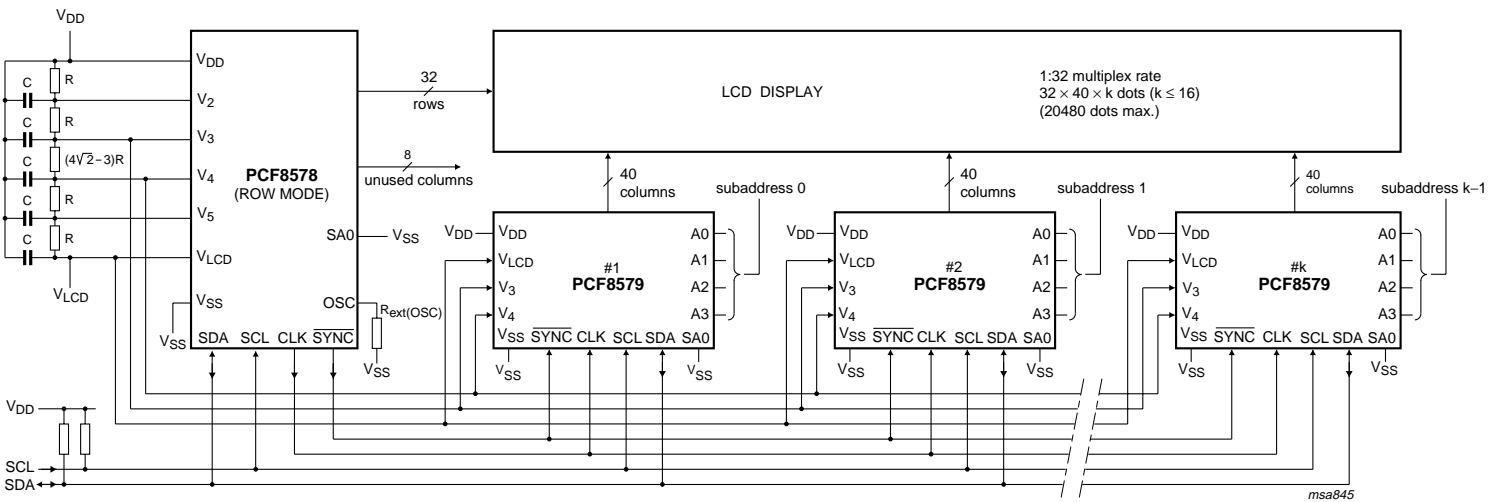 VDD
C
R
C
R
C
(4√2−3)R
C
R
C
R
VLCD
VDD
V2
V3
V4
V5
VLCD
VSS
VSS
PCF8578
(ROW MODE)
SA0
VSS
OSC
Rext(OSC)
VSS
SDA SCL CLK SYNC
32
rows
8
unused columns
LCD DISPLAY
1:32 multiplex rate
32 × 40 × k dots (k ≤ 16)
(20480 dots max.)
40
columns
subaddress 0
VDD
VDD
VLCD
V3
V4
#1
PCF8579
A0
A1
A2
A3
VSS SYNC CLK SCL SDA SA0
VSS
VSS
40
columns
subaddress 1
VDD
VDD
VLCD
V3
V4
#2
PCF8579
A0
A1
A2
A3
VSS SYNC CLK SCL SDA SA0
VSS
VSS
40
columns
subaddress k−1
VDD
VDD
VLCD
V3
V4
#k
PCF8579
A0
A1
A2
A3
VSS SYNC CLK SCL SDA SA0
VSS
VSS
VDD
SCL
SDA
msa845